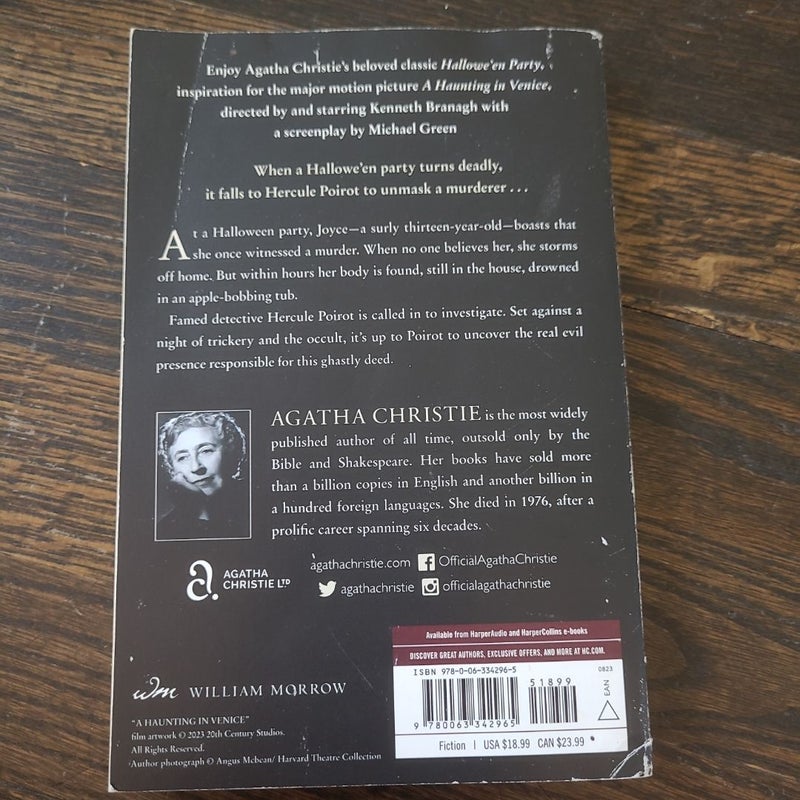 Enjoy Agatha Christie's beloved classic Hallowe'en Party,
inspiration for the major motion picture A Haunting in Venice,
directed by and starring Kenneth Branagh with
a screenplay by Michael Green
When a Hallowe'en party turns deadly,
it falls to Hercule Poirot to unmask a murderer . . .
At a Halloween party, Joyce—a surly thirteen-year-old—boasts that
she once witnessed a murder. When no one believes her, she storms
off home. But within hours her body is found, still in the house, drowned
in an apple-bobbing tub.
Famed detective Hercule Poirot is called in to investigate. Set against a
night of trickery and the occult, it's up to Poirot to uncover the real evil
presence responsible for this ghastly deed.
AGATHA CHRISTIE is the most widely
published author of all time, outsold only by the
Bible and Shakespeare. Her books have sold more
than a billion copies in English and another billion in
a hundred foreign languages. She died in 1976, after a
prolific career spanning six decades.
a.
AGATHA
CHRISTIE LTD
agathachristie.com f OfficialAgathaChristie
agathachristie officialagathachristie
Available from HarperAudio and HarperCollins e-books
DISCOVER GREAT AUTHORS, EXCLUSIVE OFFERS, AND MORE AT HC.COM.
ISBN 978-0-06-334296-5
0823
51899
EAN
9 780063 342965
Fiction | USA $18.99 CAN $23.99
wm WILLIAM MORROW
"A HAUNTING IN VENICE"
film artwork © 2023 20th Century Studios.
All Rights Reserved.
Author photograph © Angus Mcbean/ Harvard Theatre Collection